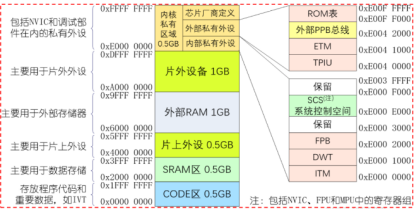 包括NVIC和调试部
件在内的私有外设
主要用于片外外设
主要用于外部存储器
主要用于片上外设
主要用于数据存储
存放程序代码和
重要数据，如IVT
0xFFFF FFFF
0xE000 0000
0xDFFF FFFF
0xA000 0000
0x9FFF FFFF
0x6000 0000
0x5FFF FFFF
0x4000 0000
0x3FFF FFFF
0x2000 0000
0x1FFF FFFF
0x0000 0000
内核
私有
区域
0.5GB
芯片厂商定义
外部私有外设
内部私有外设
片外设备 1GB
外部RAM 1GB
片上外设 0.5GB
SRAM区 0.5GB
CODE区 0.5GB
ROM表
外部PPB总线
ETM
TPIU
保留
SCS(注)
系统控制空间
保留
FPB
DWT
ITM
0xE00F FFFF
0xE00F F000
0xE004 2000
0xE004 1000
0xE004 0000
0xE003 FFFF
0xE000 F000
0xE000 E000
0xE000 3000
0xE000 2000
0xE000 1000
0xE000 0000
注：包括NVIC、FPU和MPU中的寄存器组